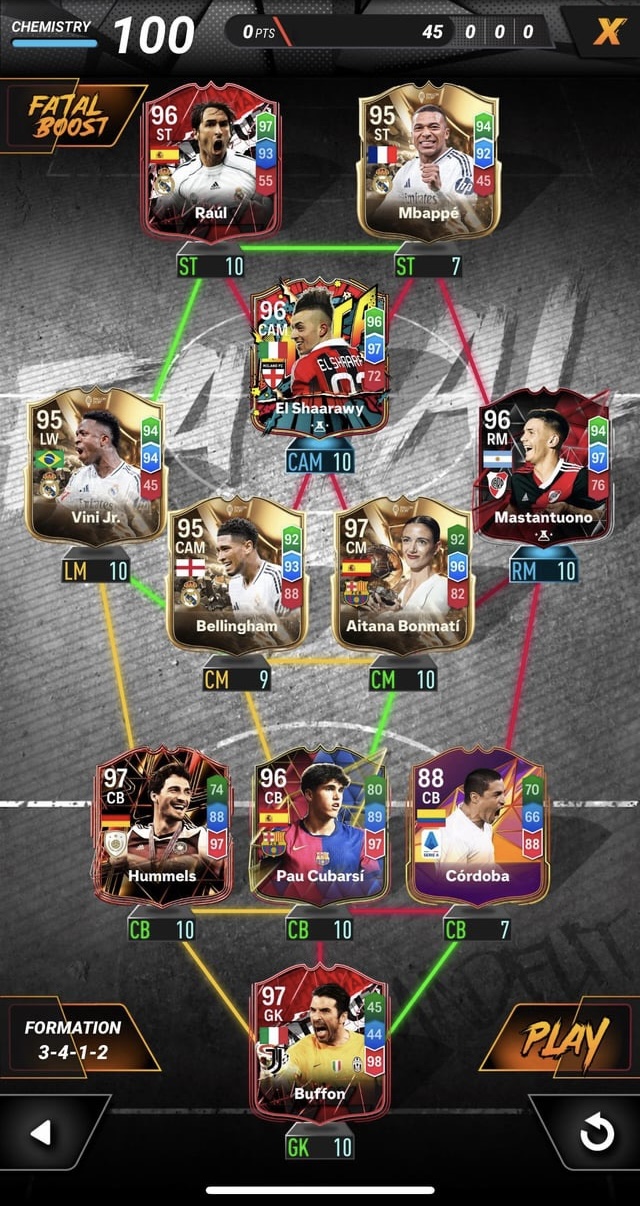 CHEMISTRY 100 0 PTS 45 0 0 0 X
FATAL
BOOST
96 ST 97 93 55
Raúl
ST 10
95 ST 94 92 45
Mbappé
ST 7
96 CAM 96 97 72
EL SHAARAWY
El Shaarawy
CAM 10
95 LW 94 94 45
Vini Jr.
LM 10
96 RM 94 97 76
Mastantuono
RM 10
95 CAM 92 93 88
Bellingham
CM 9
97 CM 92 96 82
Aitana Bonmatí
CM 10
97 CB 74 88 97
Hummels
CB 10
96 CB 80 89 97
Pau Cubarsí
CB 10
88 CB 70 66 88
SERIE A
Córdoba
CB 7
97 GK 45 44 98
Buffon
GK 10
FORMATION
3-4-1-2
PLAY